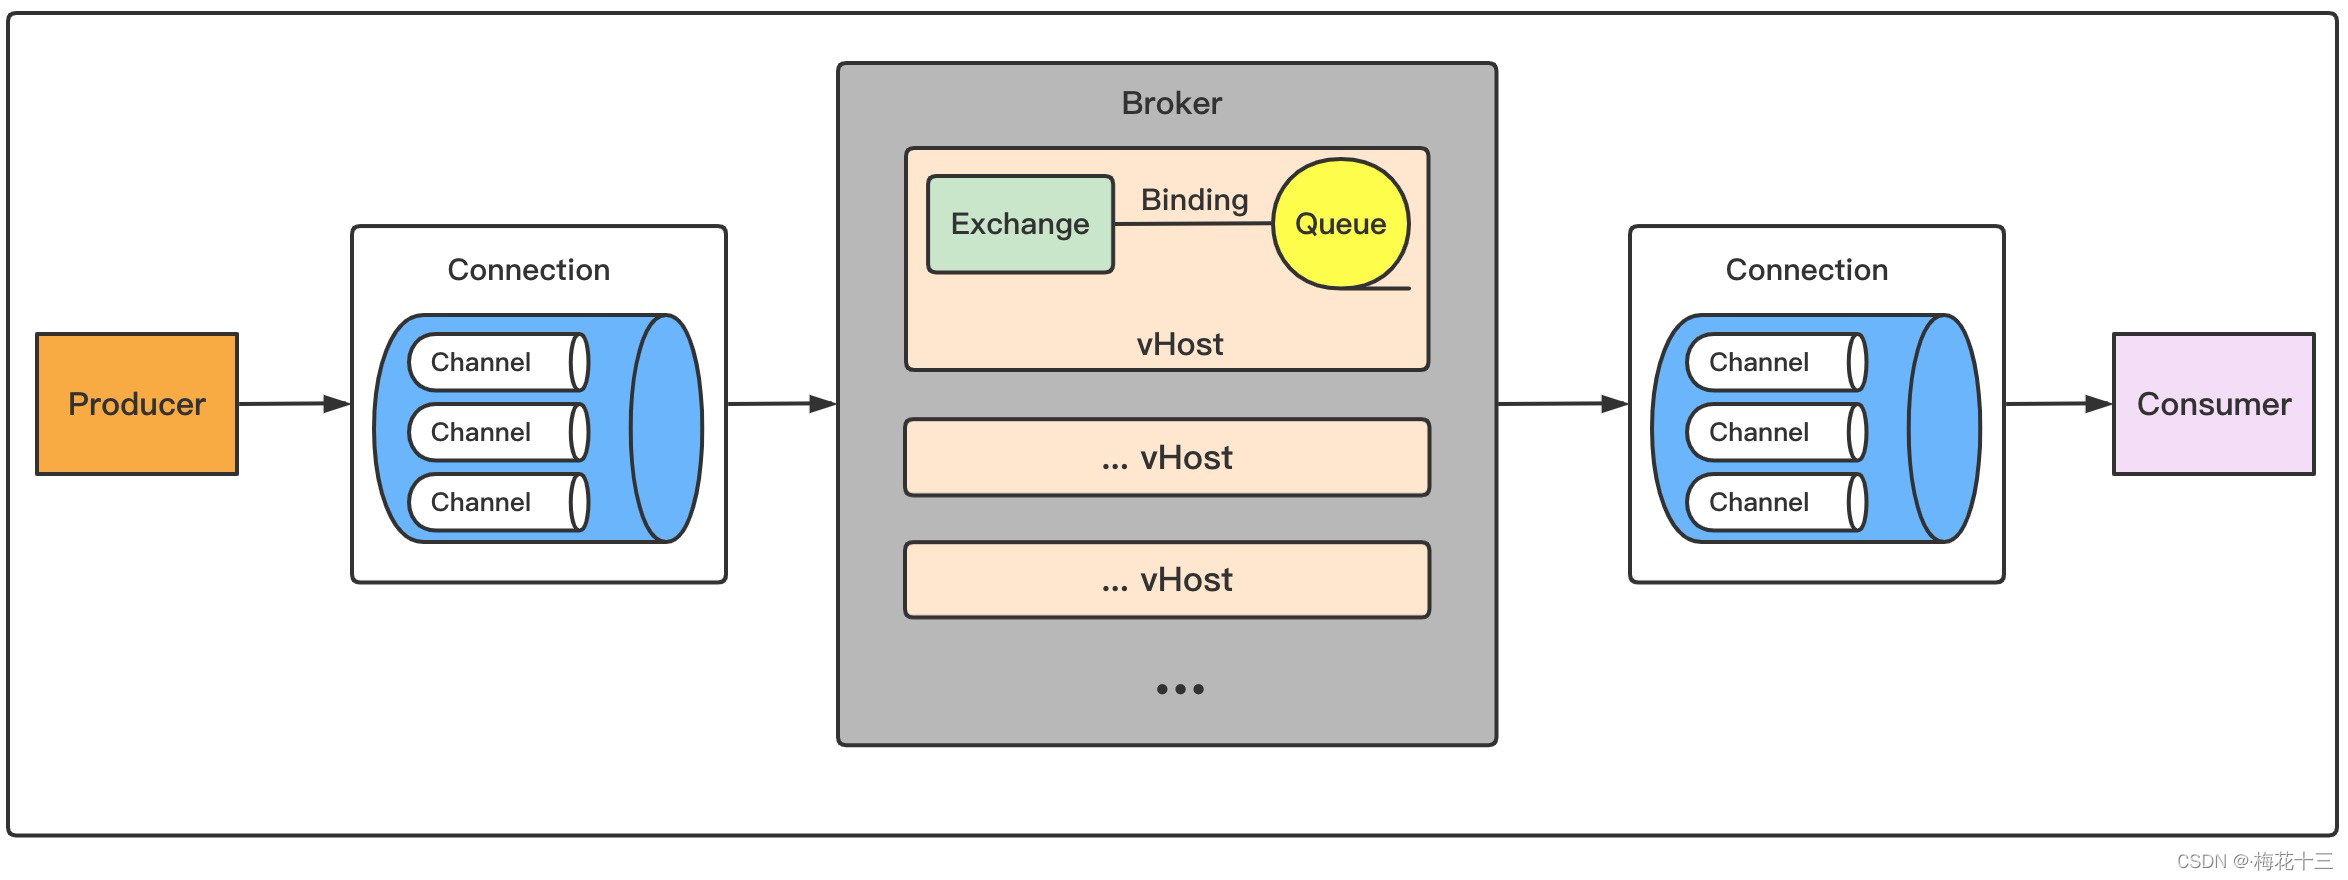 Broker
Exchange
Binding
Queue
vHost
Connection
Channel
Channel
Channel
Producer
... vHost
... vHost
...
Connection
Channel
Channel
Channel
Consumer
CSDN @·梅花十三